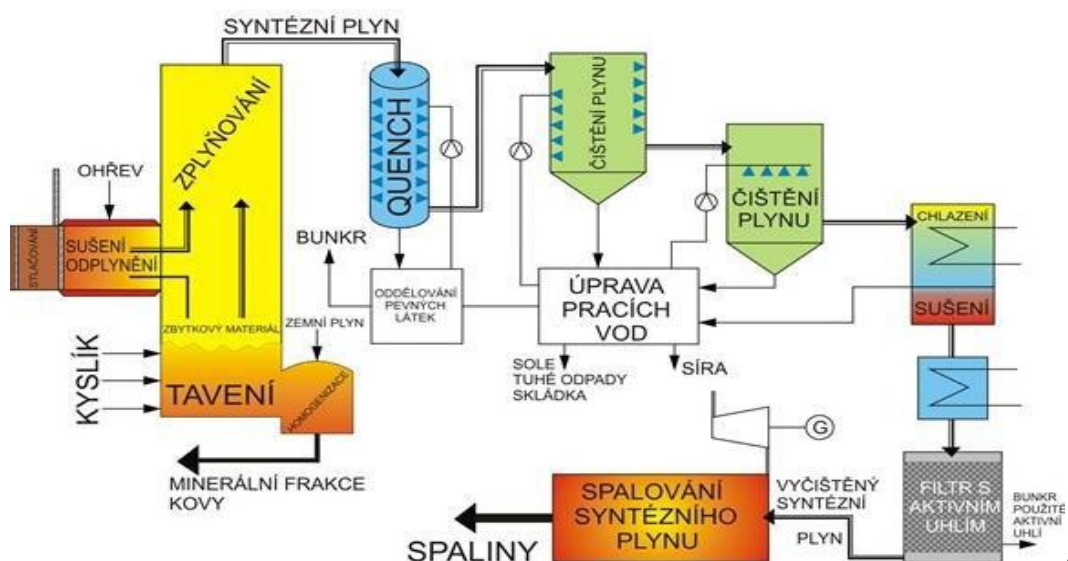 SYNTÉZNÍ PLYN
ZPLYŇOVÁNÍ
OHŘEV
STLAČOVÁNÍ
SUŠENÍ
ODPLYNĚNÍ
ZBYTKOVÝ MATERIÁL
KYSLÍK
TAVENÍ
ZEMNÍ PLYN
HOMOGENIZACE
MINERÁLNÍ FRAKCE
KOVY
QUENCH
BUNKR
ODDĚLOVÁNÍ
PEVNÝCH
LÁTEK
ČIŠTĚNÍ PLYNU
ČIŠTĚNÍ
PLYNU
ÚPRAVA
PRACÍCH
VOD
SOLE
TUHÉ ODPADY
SKLÁDKA
SÍRA
CHLAZENÍ
SUŠENÍ
G
FILTR S
AKTIVNÍM
UHLÍM
BUNKR
POUŽITÉ
AKTIVNÍ
UHLÍ
VYČIŠTĚNÝ
SYNTÉZNÍ
PLYN
SPALOVÁNÍ
SYNTÉZNÍHO
PLYNU
SPALINY